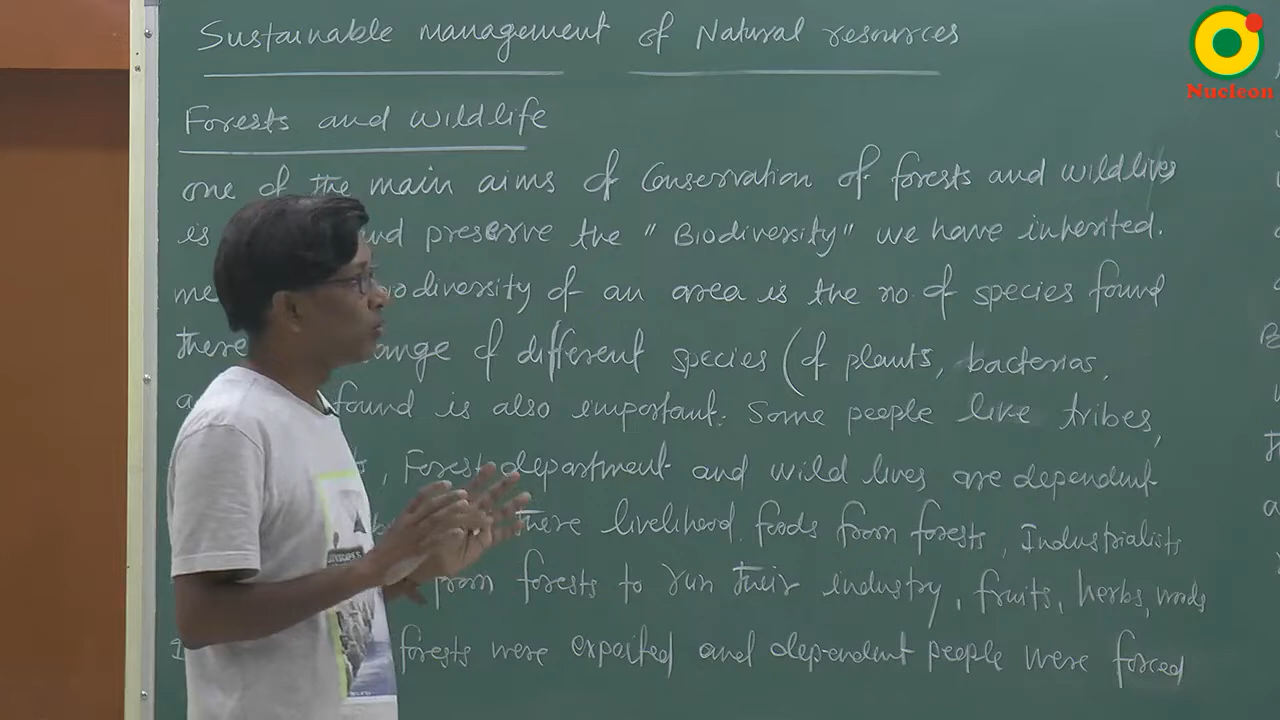 Sustainable management of Natural resources
Nucleon
Forests and wildlife
one of the main aims of Conservation of forests and wildlives
is and preserve the "Biodiversity" we have inherited.
me iodiversity of an area is the no. of species found
there ange of different species (of plants, bacterias,
found is also important. Some people like tribes,
, Forest department and wild lives are dependent
there livelihood, foods from forests, Industrialists
from forests to run their industry, fruits, herbs, woods
forests were expoited and dependent people were forced